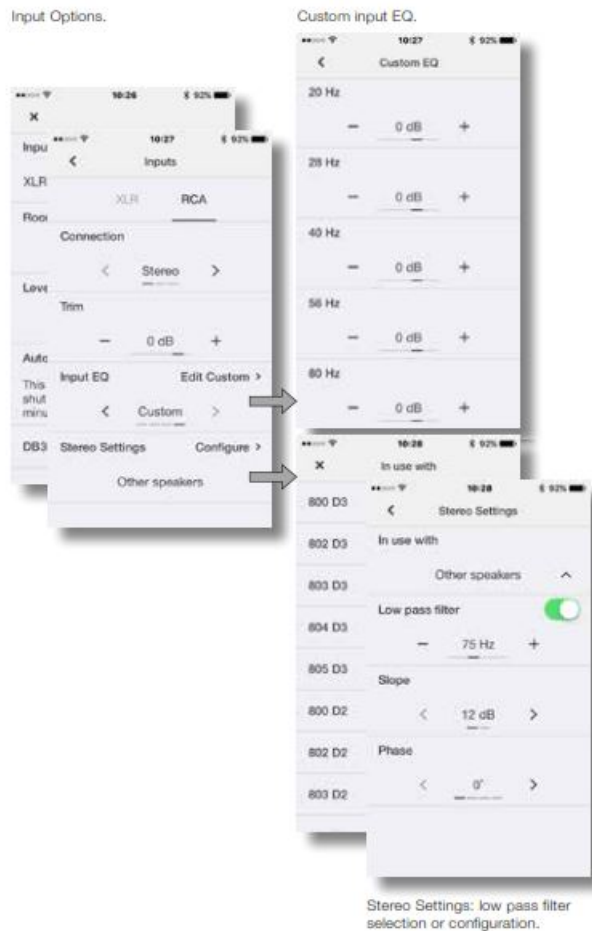 Input Options.
10:26
92%
×
Inpu
XLR
Roo
Leve
Auto
This
shut
minu
DB3
10:27
92%
<
Inputs
XLR
RCA
Connection
< Stereo >
Trim
− 0 dB +
Input EQ
Edit Custom >
< Custom >
Stereo Settings
Configure >
Other speakers
Custom input EQ.
10:27
92%
<
Custom EQ
20 Hz
− 0 dB +
28 Hz
− 0 dB +
40 Hz
− 0 dB +
56 Hz
− 0 dB +
80 Hz
− 0 dB +
10:28
92%
×
In use with
800 D3
802 D3
803 D3
804 D3
805 D3
800 D2
802 D2
803 D2
10:28
92%
<
Stereo Settings
In use with
Other speakers
Low pass filter
− 75 Hz +
Slope
< 12 dB >
Phase
< 0° >
Stereo Settings: low pass filter
selection or configuration.